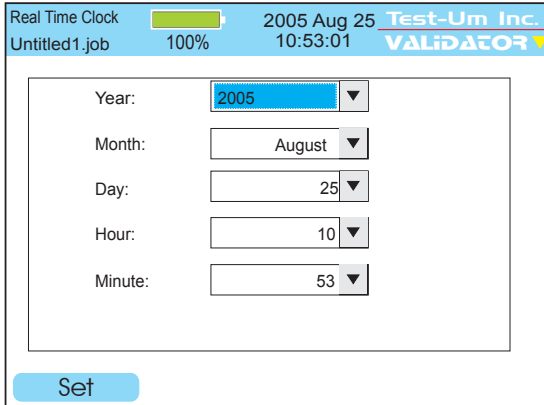 Real Time Clock 2005 Aug 25 Test-Um Inc.
Untitled1.job 100% 10:53:01 VALiDATOR
Year: 2005
Month: August
Day: 25
Hour: 10
Minute: 53
Set